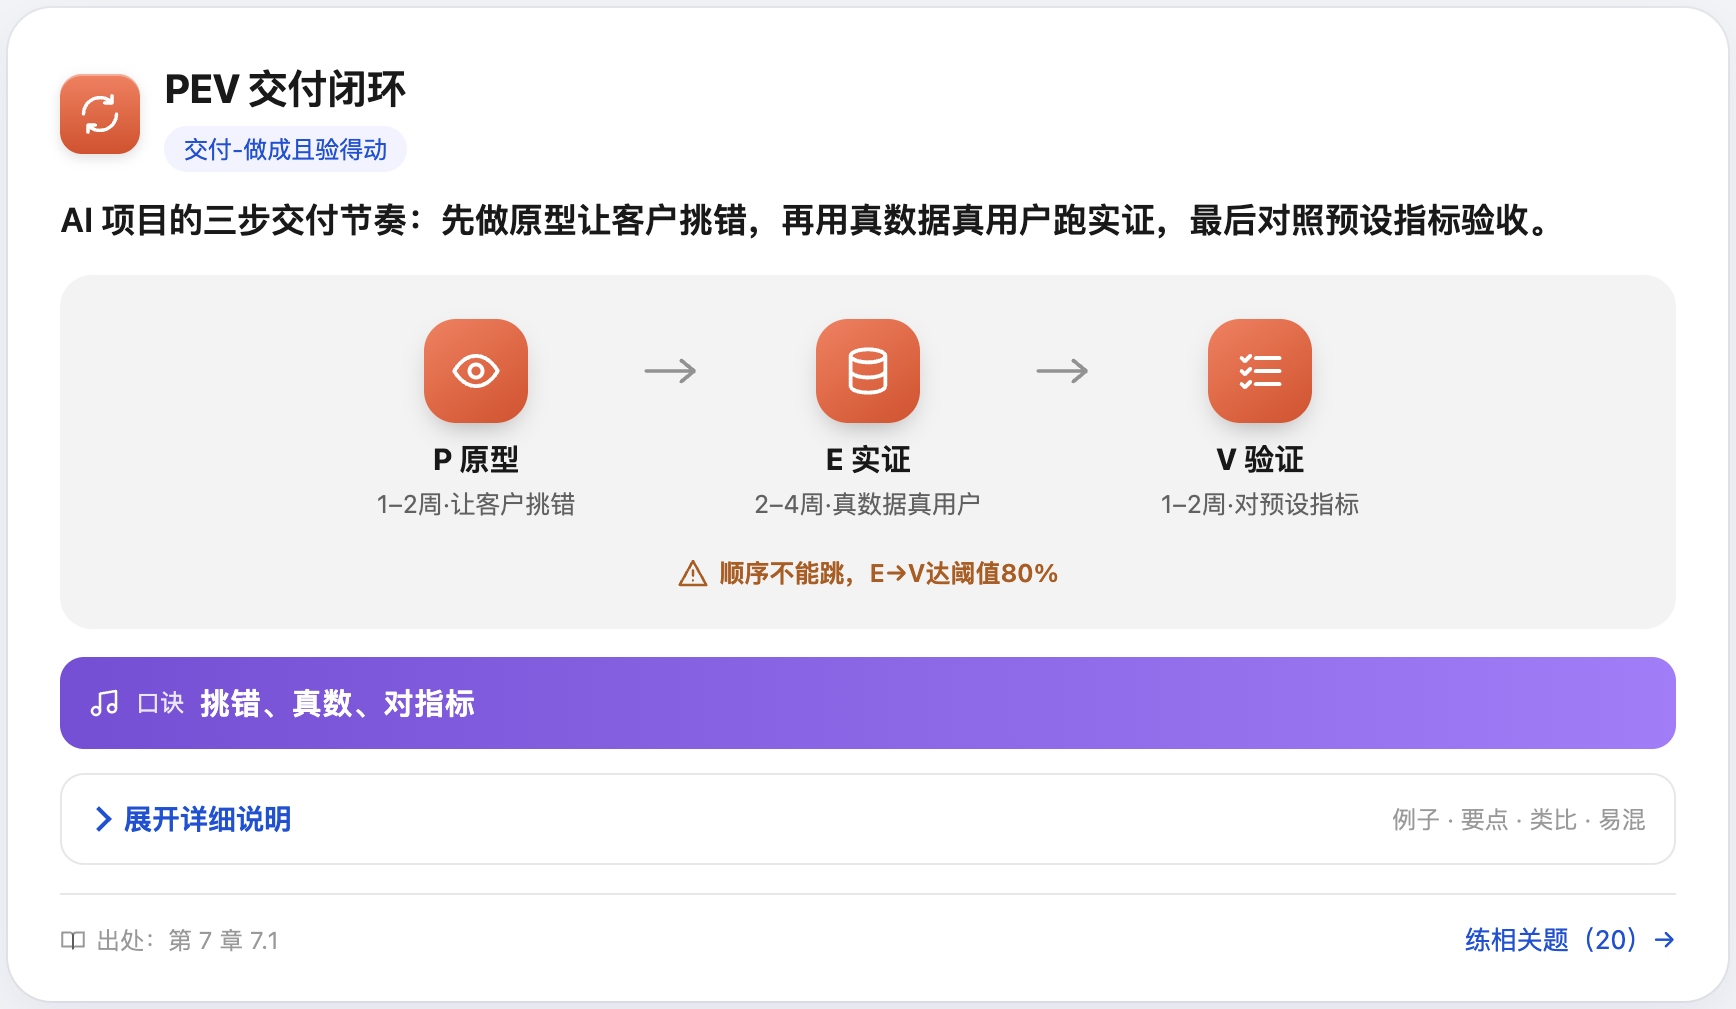 PEV 交付闭环
交付-做成且验得动
AI 项目的三步交付节奏：先做原型让客户挑错，再用真数据真用户跑实证，最后对照预设指标验收。
P 原型
1–2周·让客户挑错
E 实证
2–4周·真数据真用户
V 验证
1–2周·对预设指标
顺序不能跳，E→V达阈值80%
口诀 挑错、真数、对指标
展开详细说明
例子 · 要点 · 类比 · 易混
出处：第 7 章 7.1
练相关题（20）→